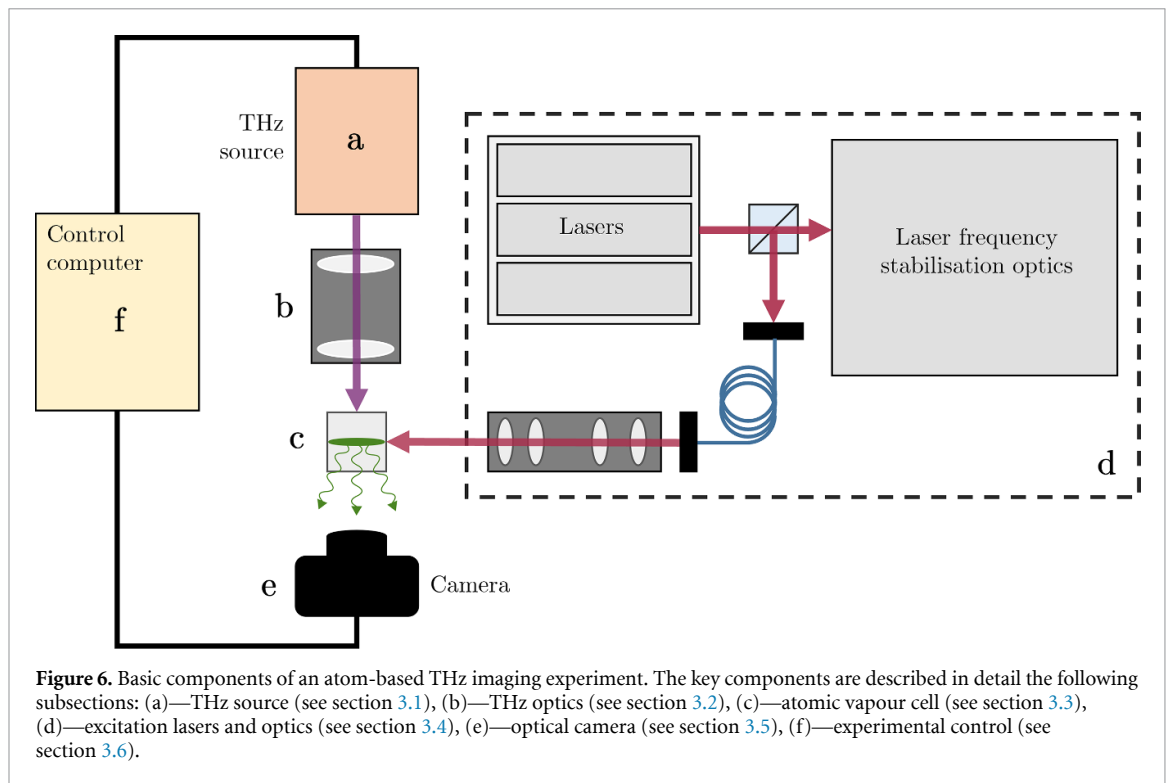 THz
source
a
Control
computer
f
b
Lasers
Laser frequency
stabilisation optics
c
d
e
Camera
Figure 6. Basic components of an atom-based THz imaging experiment. The key components are described in detail the following
subsections: (a)—THz source (see section 3.1), (b)—THz optics (see section 3.2), (c)—atomic vapour cell (see section 3.3),
(d)—excitation lasers and optics (see section 3.4), (e)—optical camera (see section 3.5), (f)—experimental control (see
section 3.6).